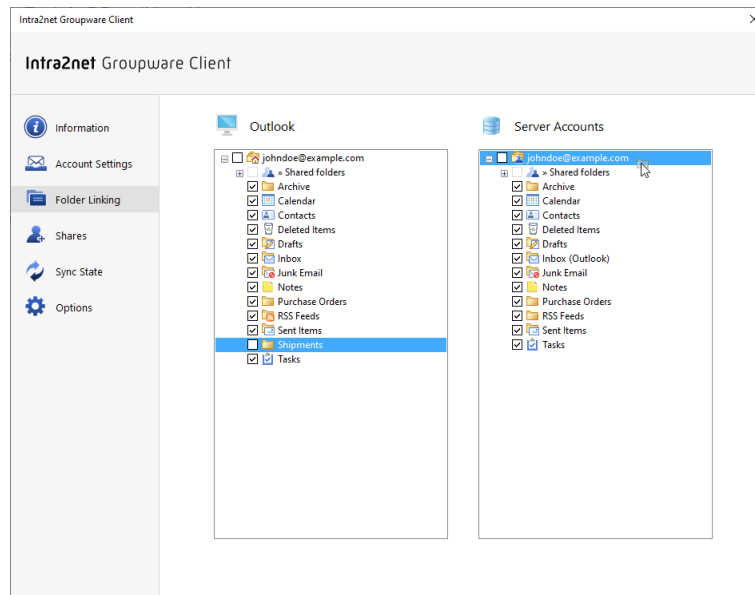 Intra2net Groupware Client
Intra2net Groupware Client
Information
Account Settings
Folder Linking
Shares
Sync State
Options
Outlook
johndoe@example.com
» Shared folders
Archive
Calendar
Contacts
Deleted Items
Drafts
Inbox
Junk Email
Notes
Purchase Orders
RSS Feeds
Sent Items
Shipments
Tasks
Server Accounts
johndoe@example.com
» Shared folders
Archive
Calendar
Contacts
Deleted Items
Drafts
Inbox (Outlook)
Junk Email
Notes
Purchase Orders
RSS Feeds
Sent Items
Tasks